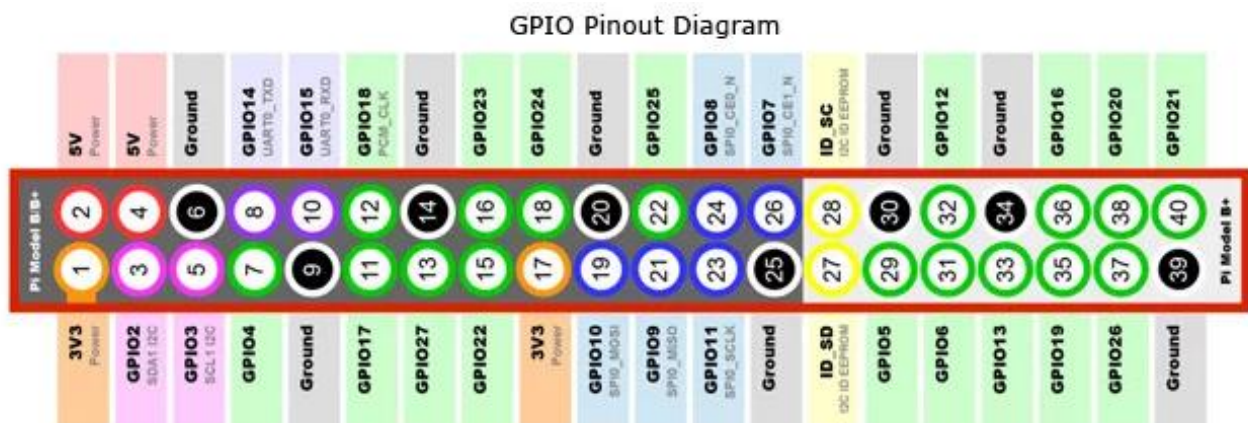 GPIO Pinout Diagram
5V
Power
5V
Power
Ground
GPIO14
UART0_TXD
GPIO15
UART0_RXD
GPIO18
PCM_CLK
Ground
GPIO23
GPIO24
Ground
GPIO25
GPIO8
SPI0_CE0_N
GPIO7
SPI0_CE1_N
ID_SC
I2C ID EEPROM
Ground
GPIO12
Ground
GPIO16
GPIO20
GPIO21
Pi Model B/B+
2 4 6 8 10 12 14 16 18 20 22 24 26 28 30 32 34 36 38 40
1 3 5 7 9 11 13 15 17 19 21 23 25 27 29 31 33 35 37 39
Pi Model B+
3V3
Power
GPIO2
SDA1 I2C
GPIO3
SCL1 I2C
GPIO4
Ground
GPIO17
GPIO27
GPIO22
3V3
Power
GPIO10
SPI0_MOSI
GPIO9
SPI0_MISO
GPIO11
SPI0_SCLK
Ground
ID_SD
I2C ID EEPROM
GPIO5
GPIO6
GPIO13
GPIO19
GPIO26
Ground